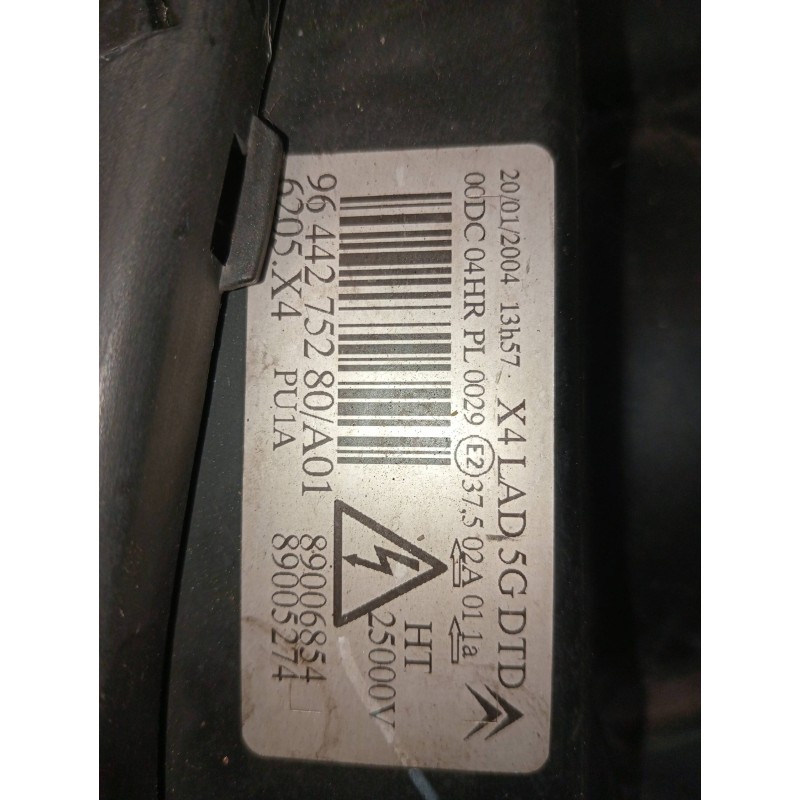 20/01/2004 13h57 · X4 LAD 5G DTD
00DC 04HR PL 0029 E2 37,5 02A 01 1a
HT
25000V
96 442 752 80/A01 89006854
6205.X4 PU1A 89005274